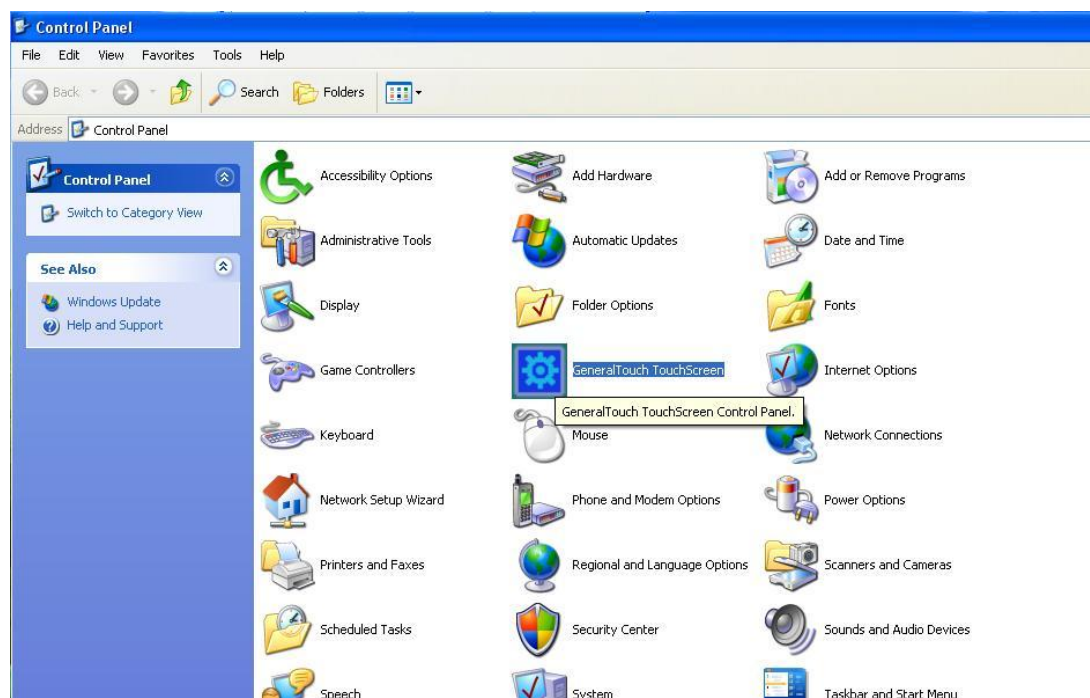 Control Panel
File Edit View Favorites Tools Help
Back Search Folders
Address Control Panel
Control Panel
Switch to Category View
See Also
Windows Update
Help and Support
Accessibility Options Add Hardware Add or Remove Programs
Administrative Tools Automatic Updates Date and Time
Display Folder Options Fonts
Game Controllers GeneralTouch TouchScreen Internet Options
GeneralTouch TouchScreen Control Panel.
Keyboard Mouse Network Connections
Network Setup Wizard Phone and Modem Options Power Options
Printers and Faxes Regional and Language Options Scanners and Cameras
Scheduled Tasks Security Center Sounds and Audio Devices
Speech System Taskbar and Start Menu